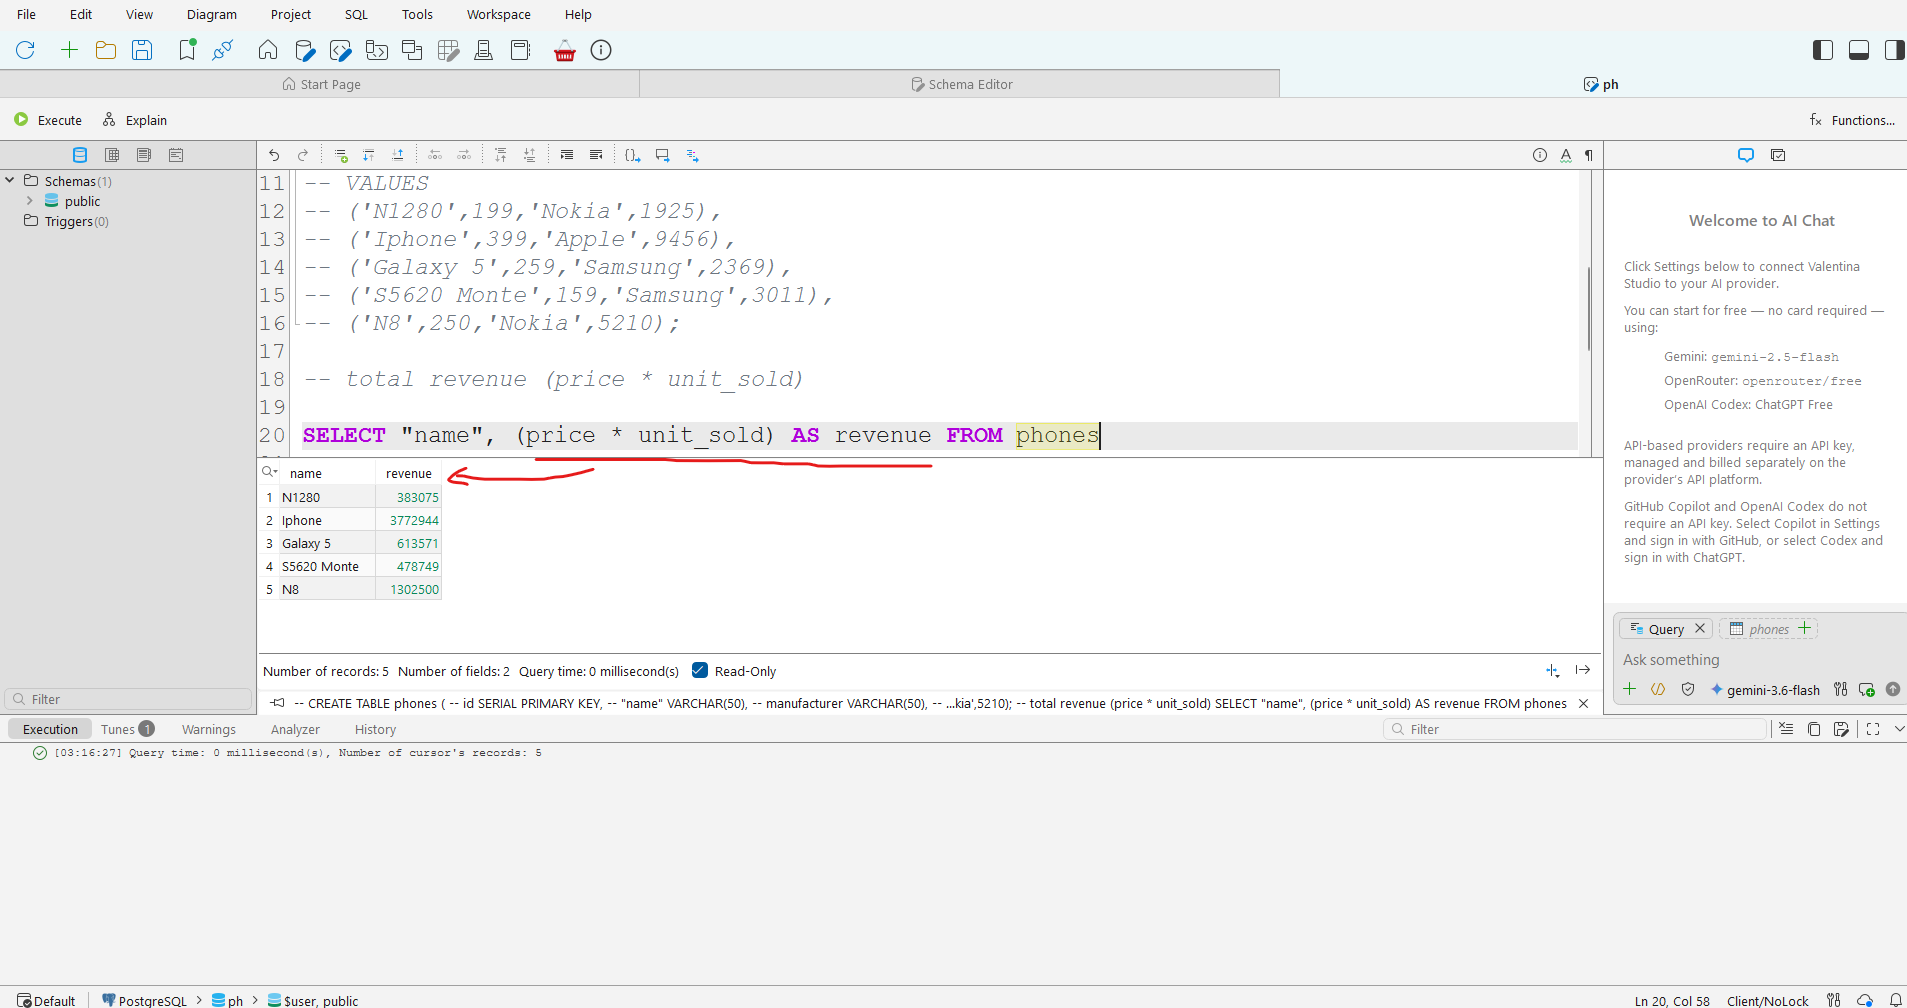 File Edit View Diagram Project SQL Tools Workspace Help
Start Page Schema Editor ph
Execute Explain Functions...
Schemas (1)
public
Triggers (0)
Filter
11 -- VALUES
12 -- ('N1280',199,'Nokia',1925),
13 -- ('Iphone',399,'Apple',9456),
14 -- ('Galaxy 5',259,'Samsung',2369),
15 -- ('S5620 Monte',159,'Samsung',3011),
16 -- ('N8',250,'Nokia',5210);
17
18 -- total revenue (price * unit_sold)
19
20 SELECT "name", (price * unit_sold) AS revenue FROM phones
name revenue
1 N1280 383075
2 Iphone 3772944
3 Galaxy 5 613571
4 S5620 Monte 478749
5 N8 1302500
Number of records: 5 Number of fields: 2 Query time: 0 millisecond(s) Read-Only
-- CREATE TABLE phones ( -- id SERIAL PRIMARY KEY, -- "name" VARCHAR(50), -- manufacturer VARCHAR(50), -- ...kia',5210); -- total revenue (price * unit_sold) SELECT "name", (price * unit_sold) AS revenue FROM phones
Welcome to AI Chat
Click Settings below to connect Valentina
Studio to your AI provider.
You can start for free — no card required —
using:
Gemini: gemini-2.5-flash
OpenRouter: openrouter/free
OpenAI Codex: ChatGPT Free
API-based providers require an API key,
managed and billed separately on the
provider's API platform.
GitHub Copilot and OpenAI Codex do not
require an API key. Select Copilot in Settings
and sign in with GitHub, or select Codex and
sign in with ChatGPT.
Query phones
Ask something
gemini-3.6-flash
Execution Tunes 1 Warnings Analyzer History Filter
[03:16:27] Query time: 0 millisecond(s), Number of cursor's records: 5
Default PostgreSQL > ph > $user, public Ln 20, Col 58 Client/NoLock